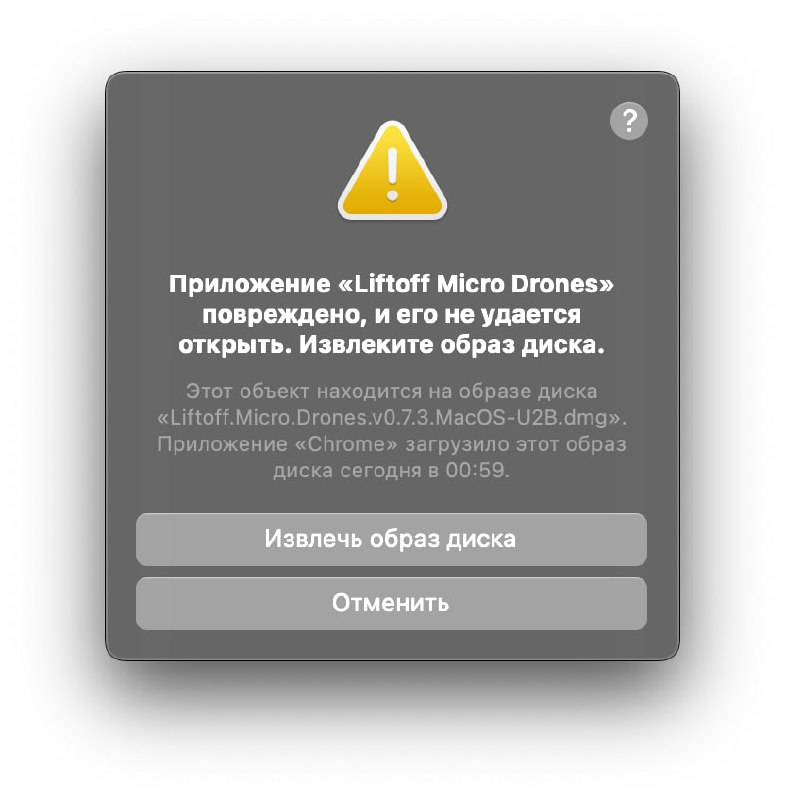 ?
Приложение «Liftoff Micro Drones»
повреждено, и его не удается
открыть. Извлеките образ диска.
Этот объект находится на образе диска
«Liftoff.Micro.Drones.v0.7.3.MacOS-U2B.dmg».
Приложение «Chrome» загрузило этот образ
диска сегодня в 00:59.
Извлечь образ диска
Отменить